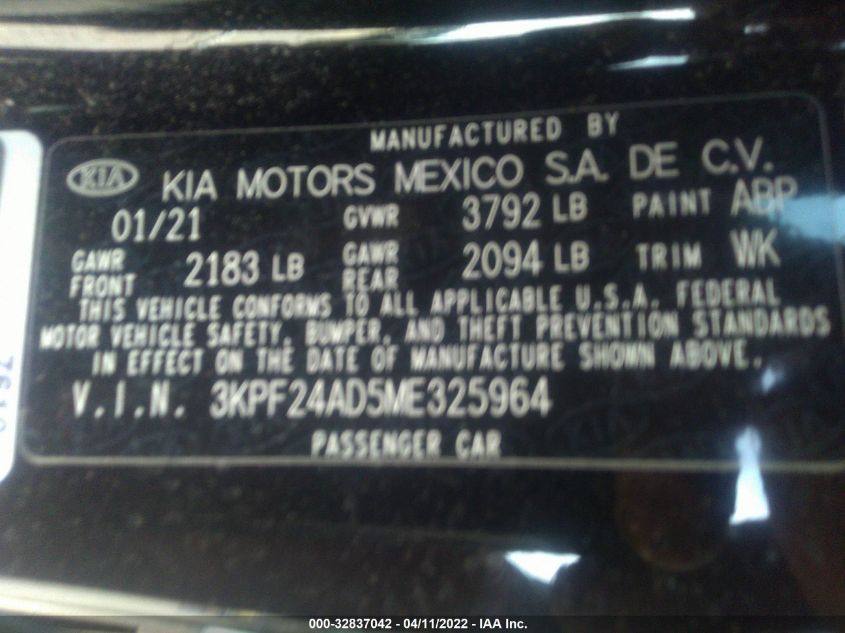 MANUFACTURED BY
KIA KIA MOTORS MEXICO S.A. DE C.V.
01/21 GVWR 3792 LB PAINT ABP
GAWR FRONT 2183 LB GAWR REAR 2094 LB TRIM WK
THIS VEHICLE CONFORMS TO ALL APPLICABLE U.S.A. FEDERAL
MOTOR VEHICLE SAFETY, BUMPER, AND THEFT PREVENTION STANDARDS
IN EFFECT ON THE DATE OF MANUFACTURE SHOWN ABOVE.
V.I.N. 3KPF24AD5ME325964
PASSENGER CAR
000-32837042 - 04/11/2022 - IAA Inc.